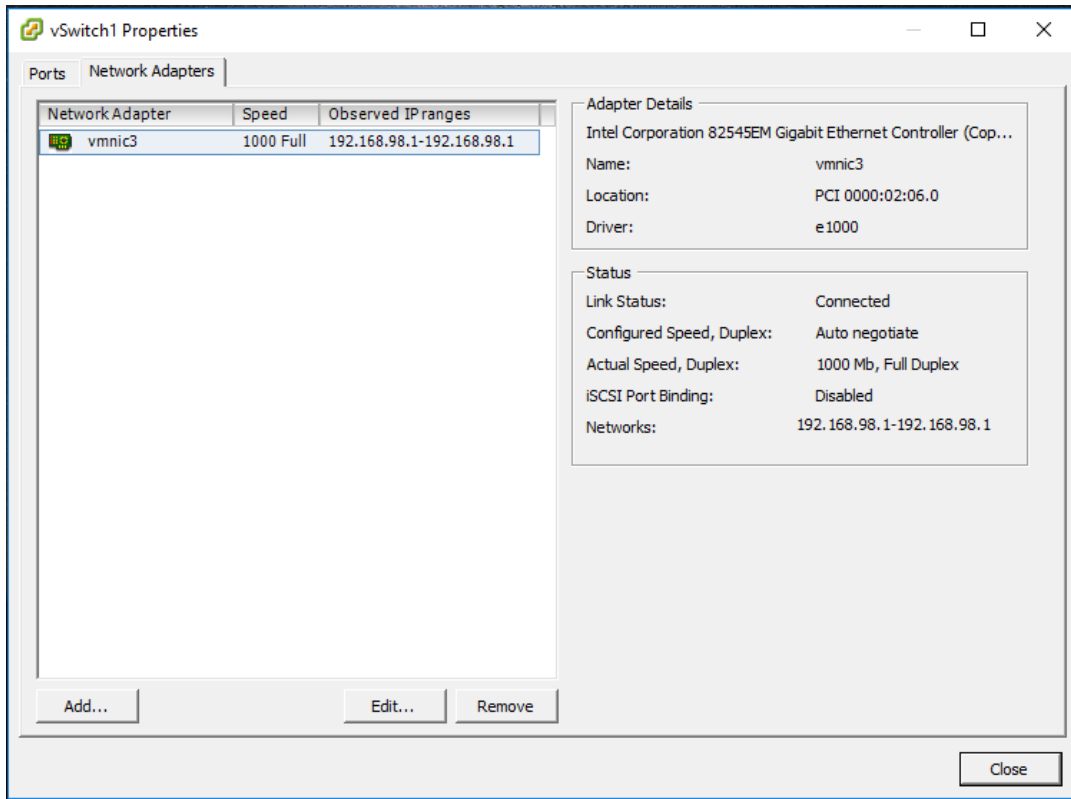 vSwitch1 Properties
Ports Network Adapters
Network Adapter Speed Observed IP ranges
vmnic3 1000 Full 192.168.98.1-192.168.98.1
Adapter Details
Intel Corporation 82545EM Gigabit Ethernet Controller (Cop...
Name: vmnic3
Location: PCI 0000:02:06.0
Driver: e1000
Status
Link Status: Connected
Configured Speed, Duplex: Auto negotiate
Actual Speed, Duplex: 1000 Mb, Full Duplex
iSCSI Port Binding: Disabled
Networks: 192.168.98.1-192.168.98.1
Add... Edit... Remove
Close